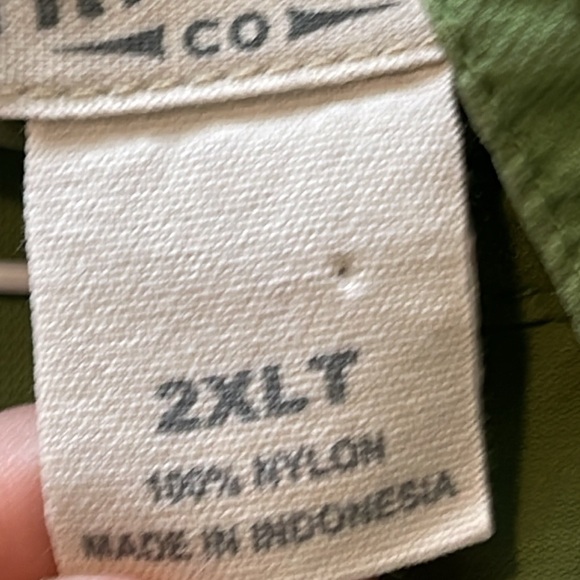 CO
2XLT
100% NYLON
MADE IN INDONESIA